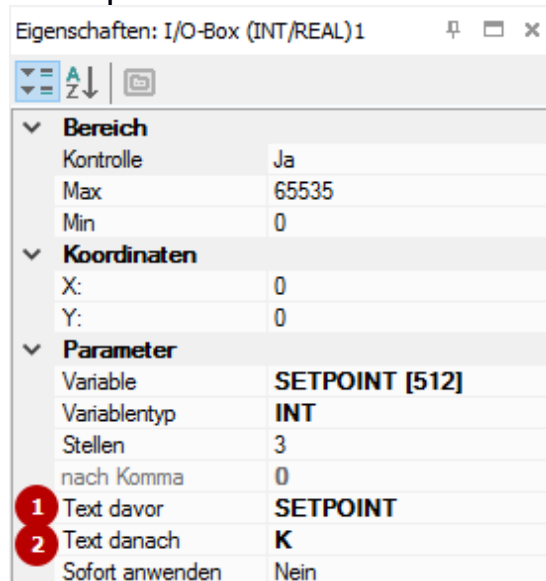 Eigenschaften: I/O-Box (INT/REAL)1
Bereich
Kontrolle Ja
Max 65535
Min 0
Koordinaten
X: 0
Y: 0
Parameter
Variable SETPOINT [512]
Variablentyp INT
Stellen 3
nach Komma 0
1 Text davor SETPOINT
2 Text danach K
Sofort anwenden Nein